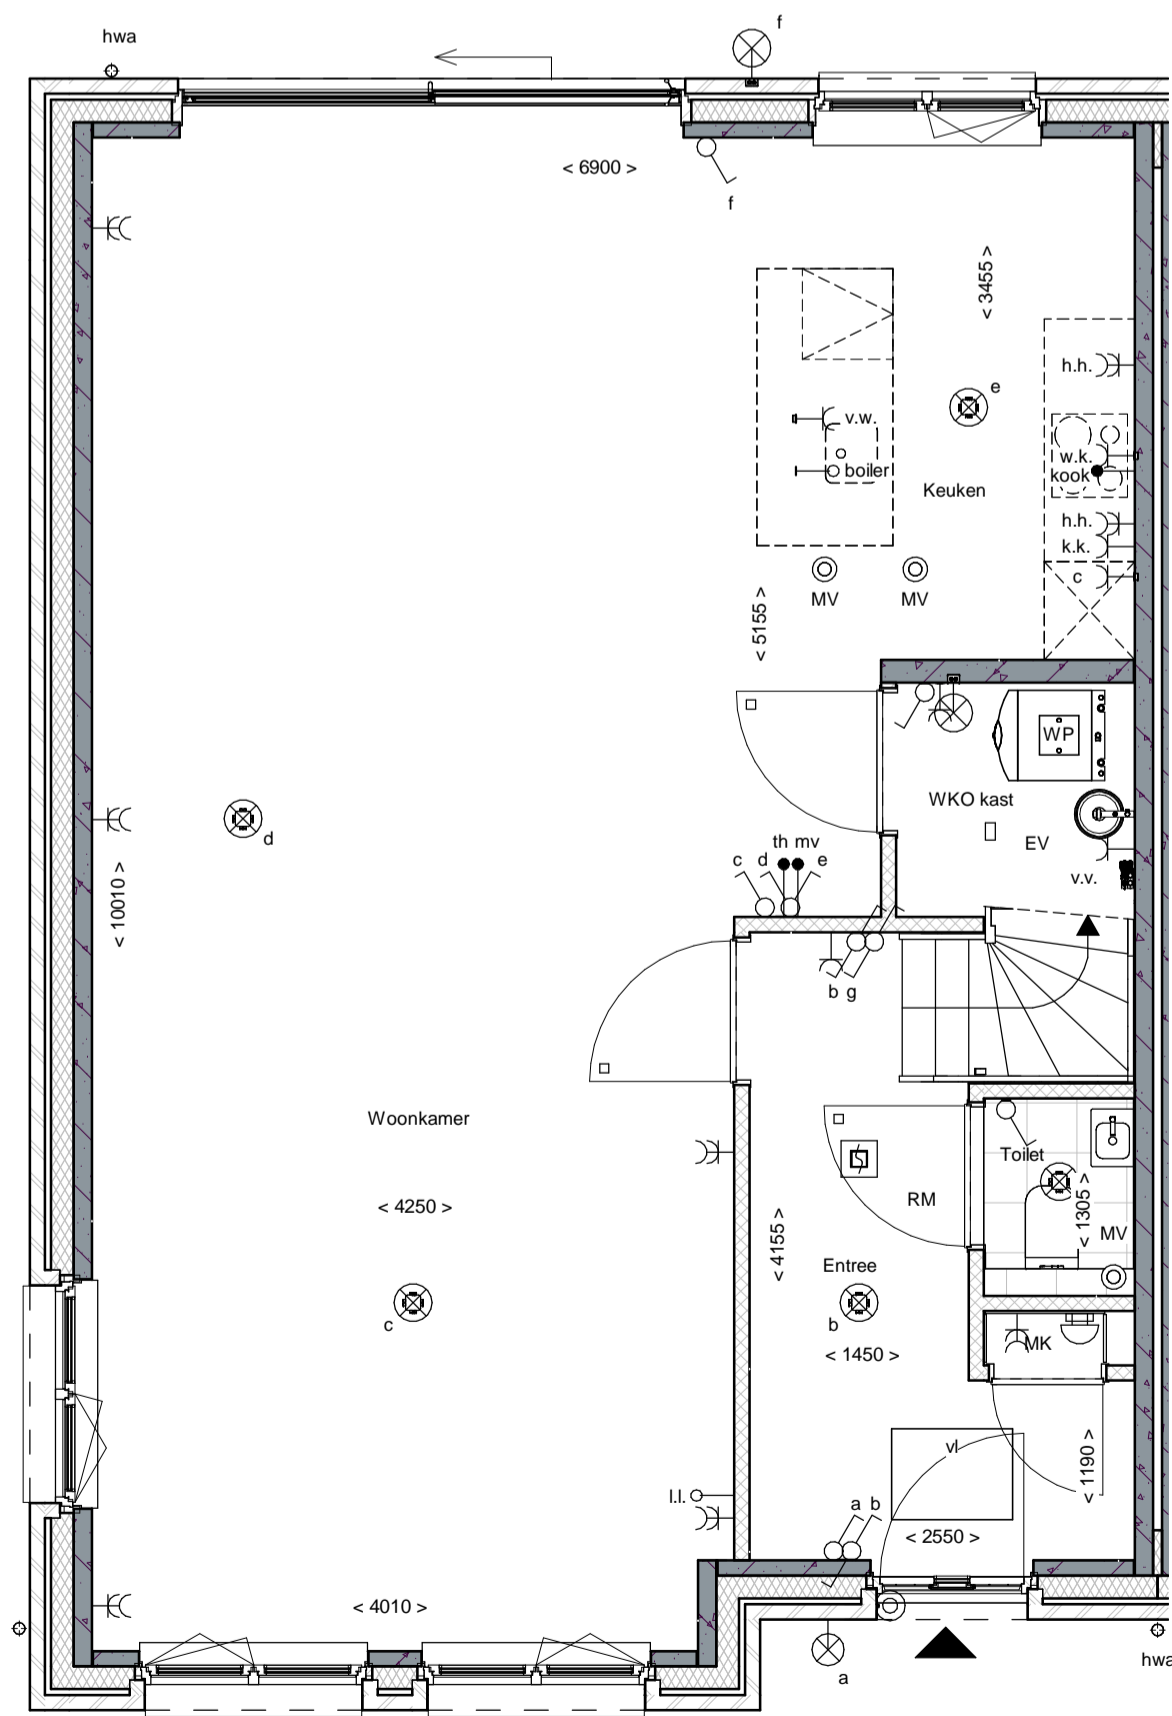 hwa
f
< 6900 >
f
< 3455 >
h.h.
e
v.w.
w.k.
boiler
kook
Keuken
h.h.
k.k.
c
MV
MV
< 5155 >
WP
WKO kast
EV
d
th mv
c
d
e
v.v.
< 10010 >
b
g
Woonkamer
Toilet
RM
< 1305 >
< 4250 >
MV
< 4155 >
Entree
c
b
MK
< 1450 >
vl
< 1190 >
l.l.
a
b
< 2550 >
< 4010 >
a
hwa